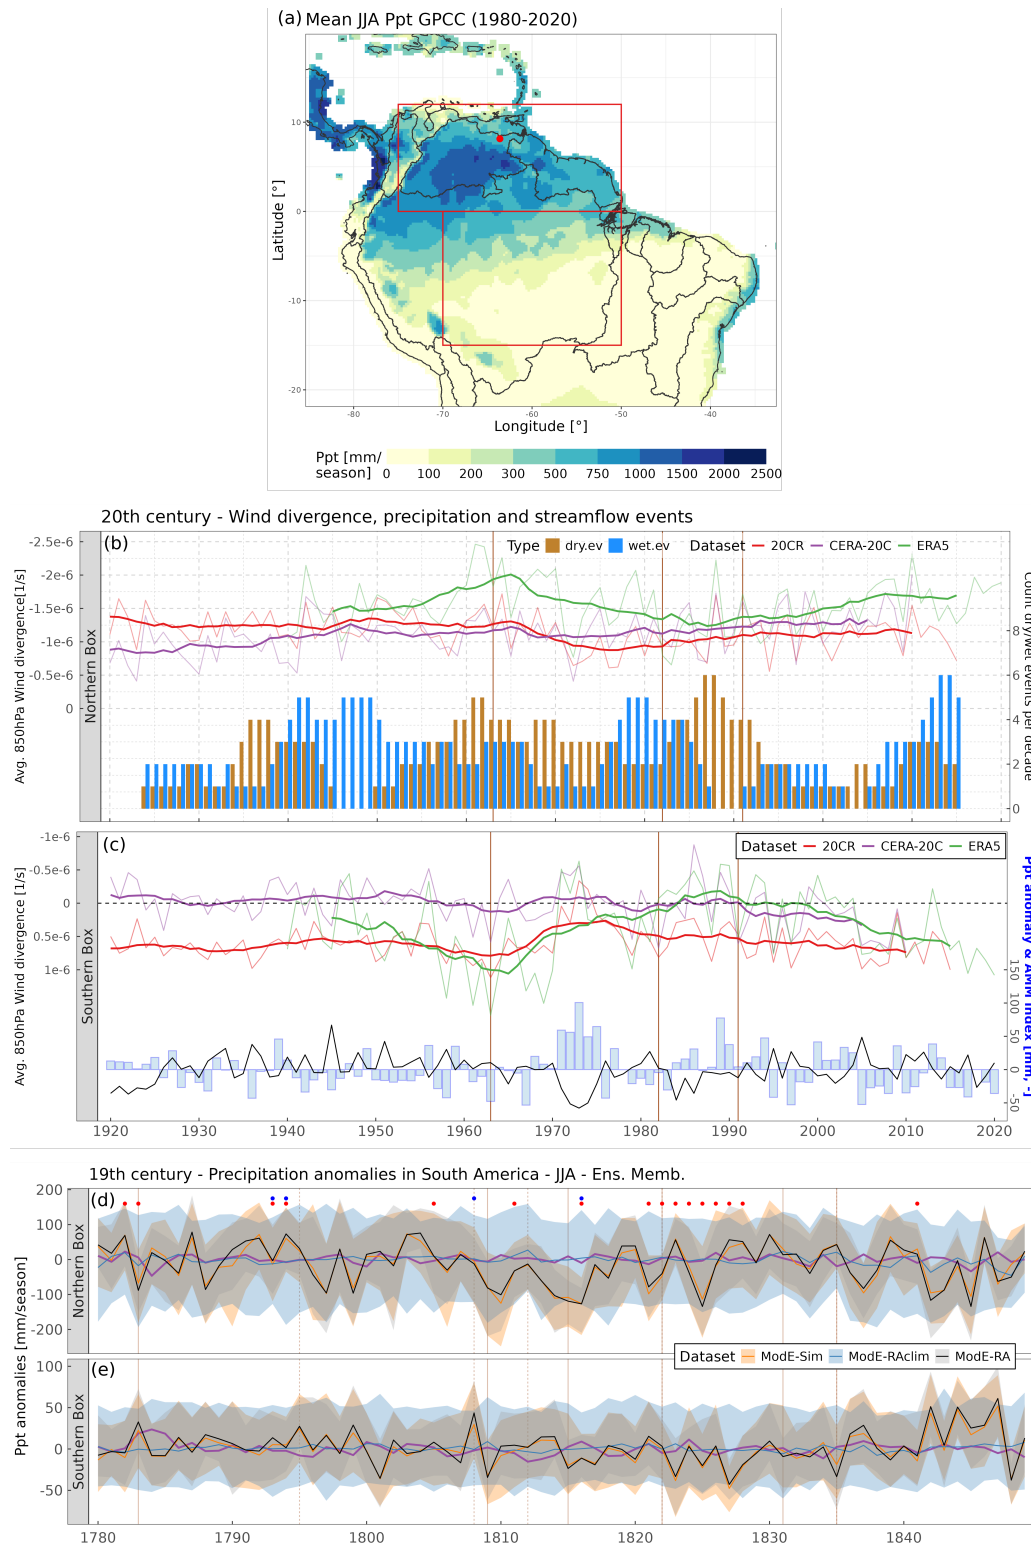 (a) Mean JJA Ppt GPCC (1980-2020)
Latitude [°]
10
0
-10
-20
-80 -70 -60 -50 -40
Longitude [°]
Ppt [mm/
season]
0 100 200 300 500 750 1000 1500 2000 2500
20th century - Wind divergence, precipitation and streamflow events
(b)
Type dry.ev wet.ev Dataset 20CR CERA-20C ERA5
Avg. 850hPa Wind divergence[1/s]
Northern Box
-2.5e-6
-2e-6
-1.5e-6
-1e-6
-0.5e-6
0
8
6
4
2
0
Count dry/wet events per decade
(c)
Dataset 20CR CERA-20C ERA5
Avg. 850hPa Wind divergence [1/s]
Southern Box
-1e-6
-0.5e-6
0
0.5e-6
1e-6
150
100
50
0
-50
Ppt anomaly & AMM Index [mm, -]
1920 1930 1940 1950 1960 1970 1980 1990 2000 2010 2020
19th century - Precipitation anomalies in South America - JJA - Ens. Memb.
(d)
Ppt anomalies [mm/season]
Northern Box
200
100
0
-100
-200
Dataset ModE-Sim ModE-RAclim ModE-RA
(e)
Southern Box
100
50
0
-50
1780 1790 1800 1810 1820 1830 1840